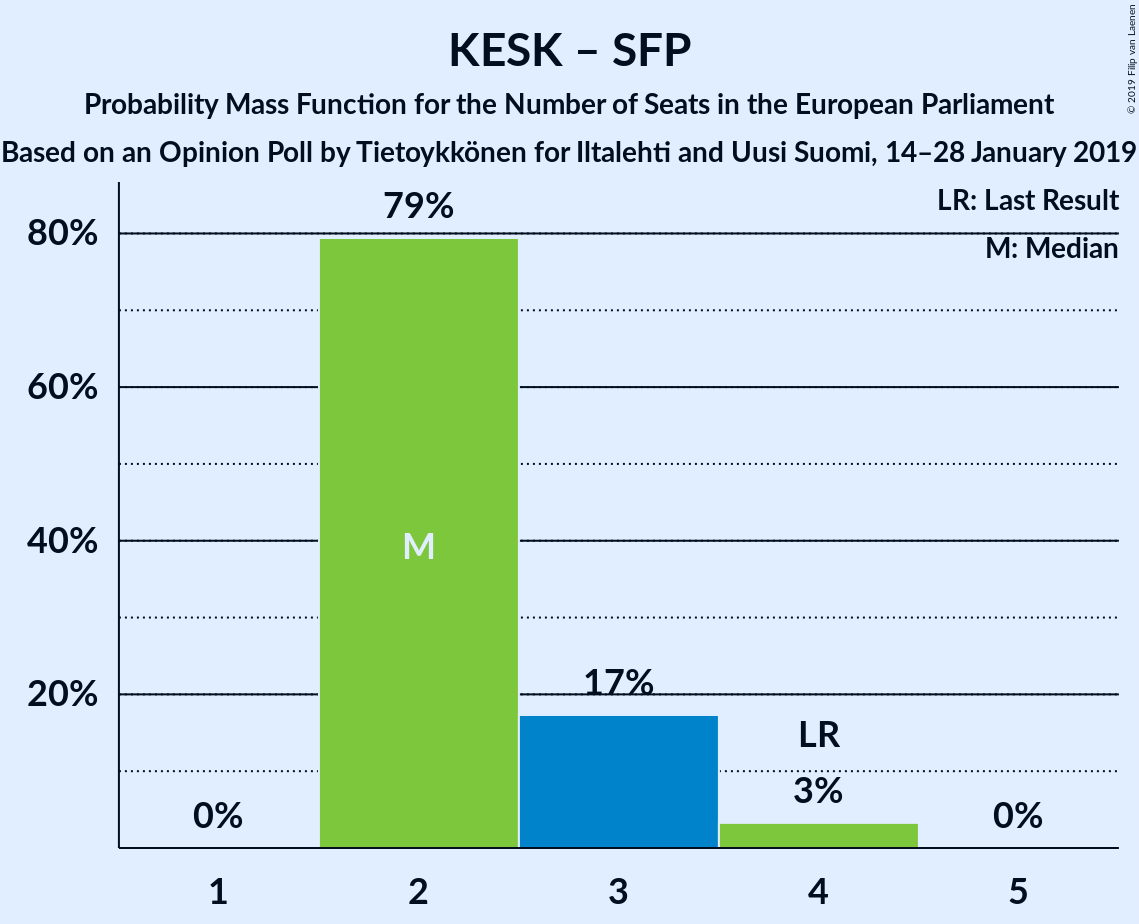 KESK – SFP
Probability Mass Function for the Number of Seats in the European Parliament
Based on an Opinion Poll by Tietoykkönen for Iltalehti and Uusi Suomi, 14–28 January 2019
© 2019 Filip van Laenen
LR: Last Result
M: Median
80%
60%
40%
20%
0%
79%
M
17%
LR
3%
0%
1 2 3 4 5